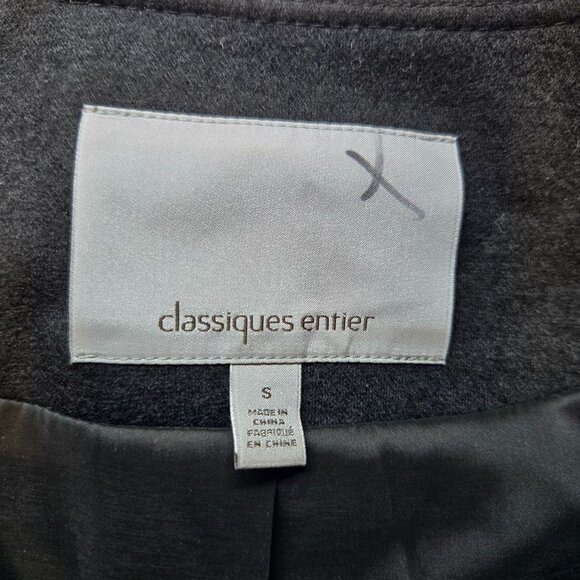 X
classiques entier
S
MADE IN
CHINA
FABRIQUÉ
EN CHINE